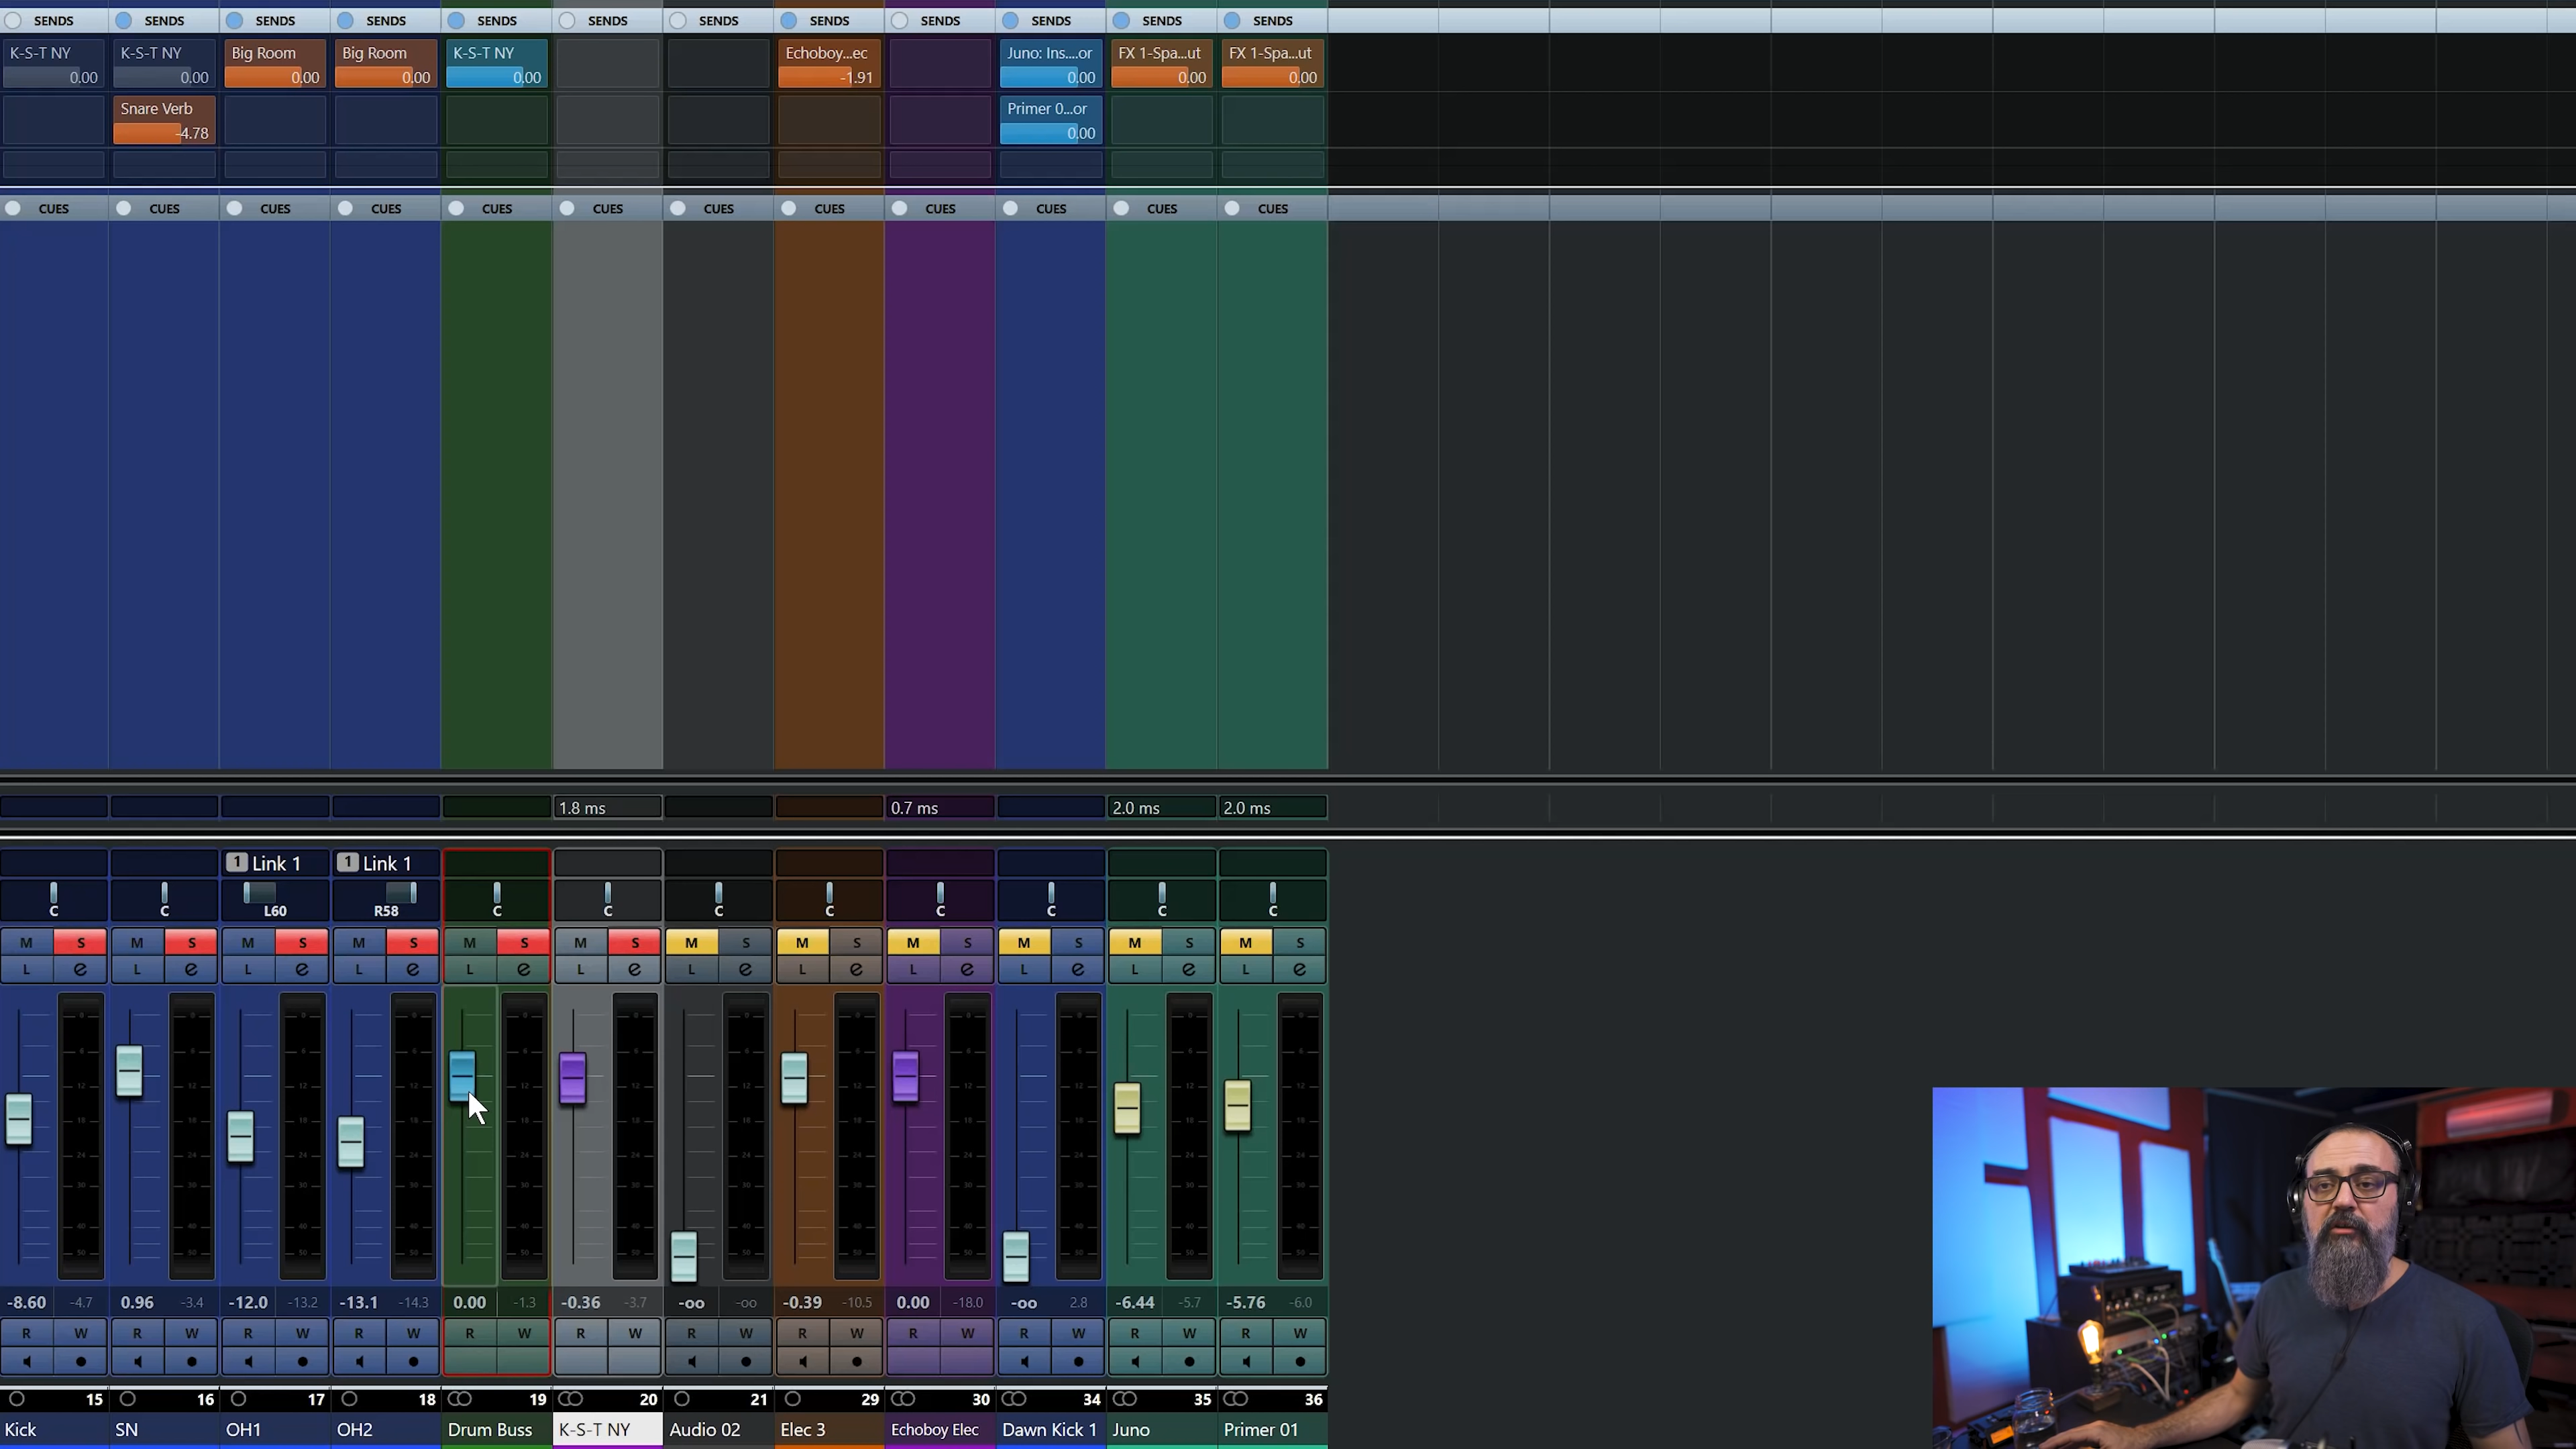 SENDS SENDS SENDS SENDS SENDS SENDS SENDS SENDS SENDS SENDS SENDS SENDS
K-S-T NY K-S-T NY Big Room Big Room K-S-T NY Echoboy...ec Juno: Ins....or FX 1-Spa...ut FX 1-Spa...ut
0.00 0.00 0.00 0.00 0.00 -1.91 0.00 0.00 0.00
Snare Verb Primer 0...or
-4.78 0.00
CUES CUES CUES CUES CUES CUES CUES CUES CUES CUES CUES CUES
1.8 ms 0.7 ms 2.0 ms 2.0 ms
1 Link 1 1 Link 1
C C L60 R58 C C C C C C C C
M S M S M S M S M S M S M S M S M S M S M S M S
L e L e L e L e L e L e L e L e L e L e L e L e
-8.60 -4.7 0.96 -3.4 -12.0 -13.2 -13.1 -14.3 0.00 -1.3 -0.36 -3.7 -oo -oo -0.39 -10.5 0.00 -18.0 -oo 2.8 -6.44 -5.7 -5.76 -6.0
R W R W R W R W R W R W R W R W R W R W R W R W
15 16 17 18 19 20 21 29 30 34 35 36
Kick SN OH1 OH2 Drum Buss K-S-T NY Audio 02 Elec 3 Echoboy Elec Dawn Kick 1 Juno Primer 01